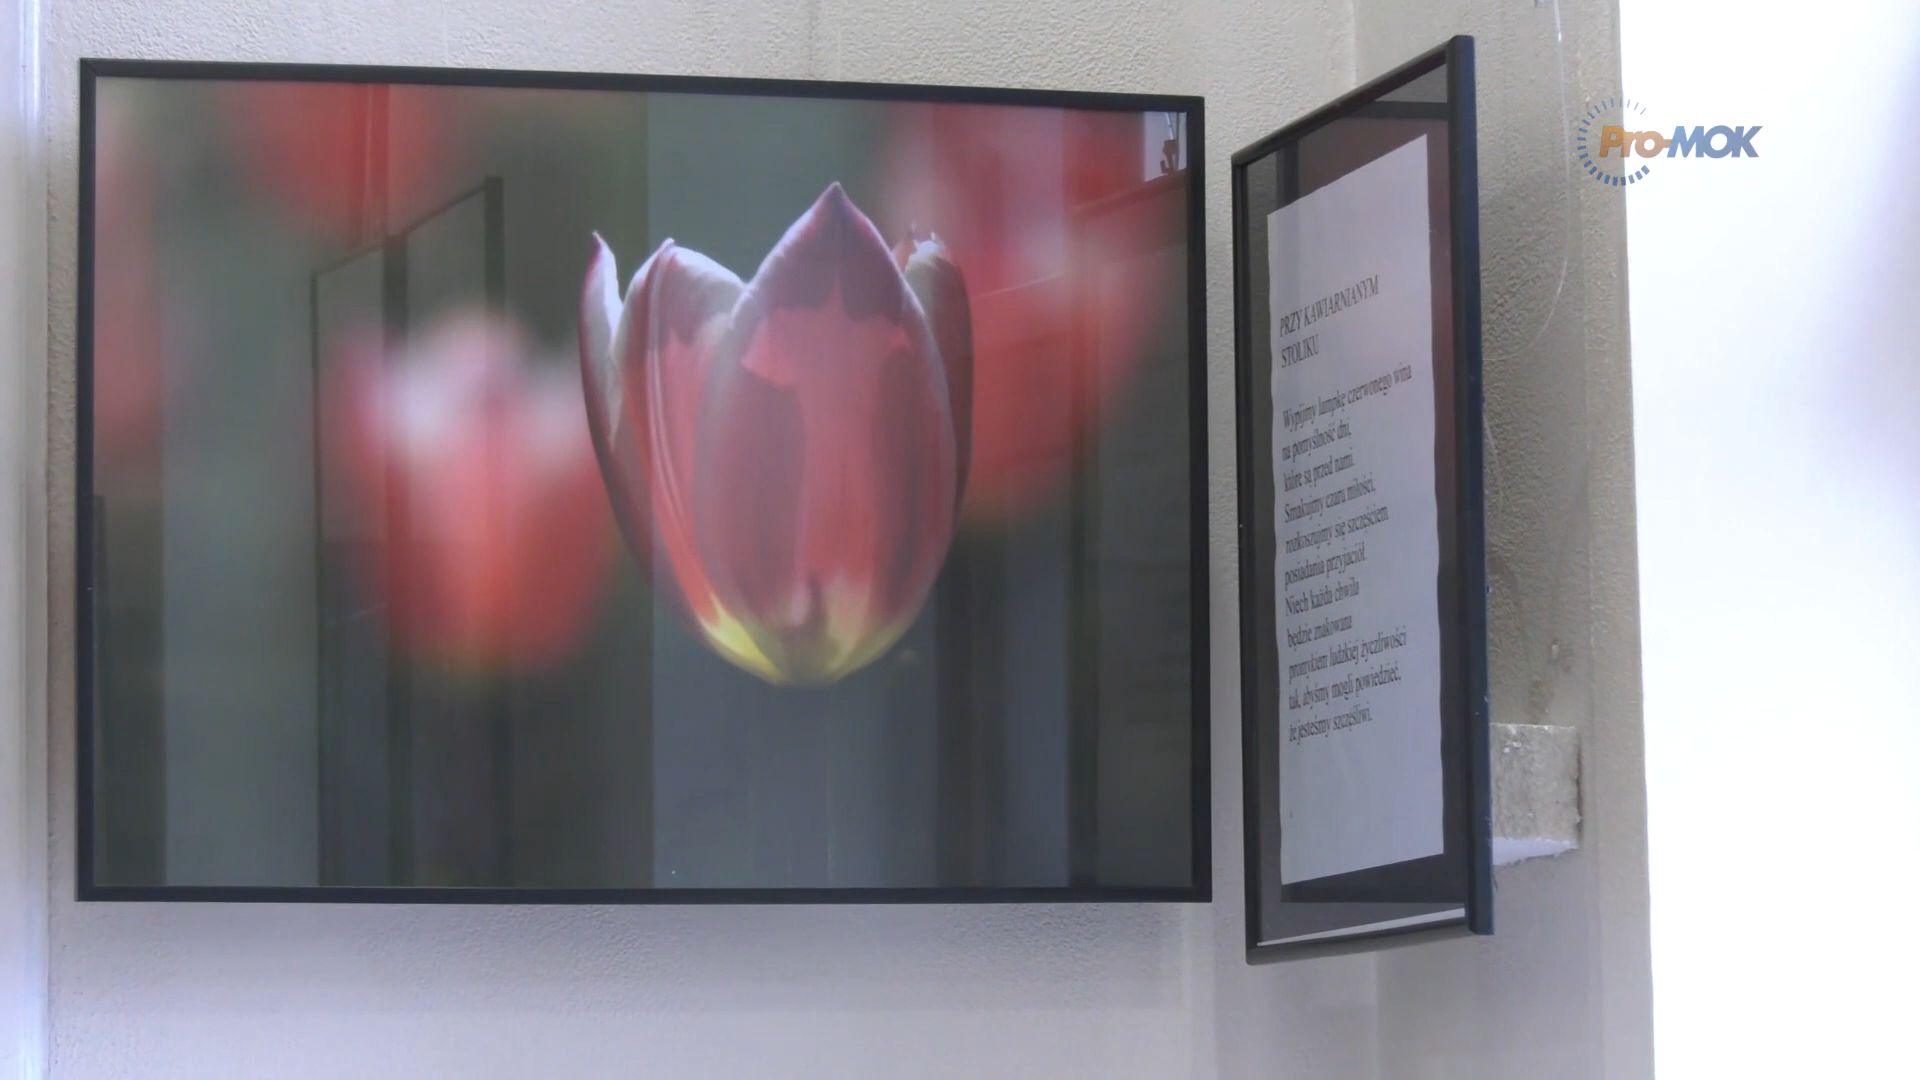 Pro-MOK
PRZY KAWIARNIANYM
STOLIKU
Wypijmy lampkę czerwonego wina
na pomyślność dni,
które są przed nami.
Smakujmy czaru miłości,
rozkoszujmy się szczęściem
posiadania przyjaciół.
Niech każda chwila
będzie znakowana
promykiem ludzkiej życzliwości
tak, abyśmy mogli powiedzieć,
że jesteśmy szczęśliwi.